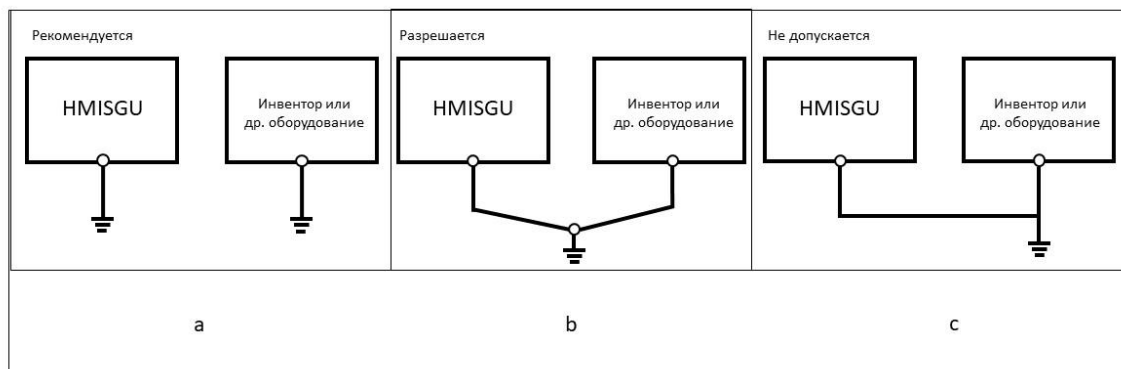 Рекомендуется
HMISGU
Инвентор или
др. оборудование
Разрешается
HMISGU
Инвентор или
др. оборудование
Не допускается
HMISGU
Инвентор или
др. оборудование
a
b
c